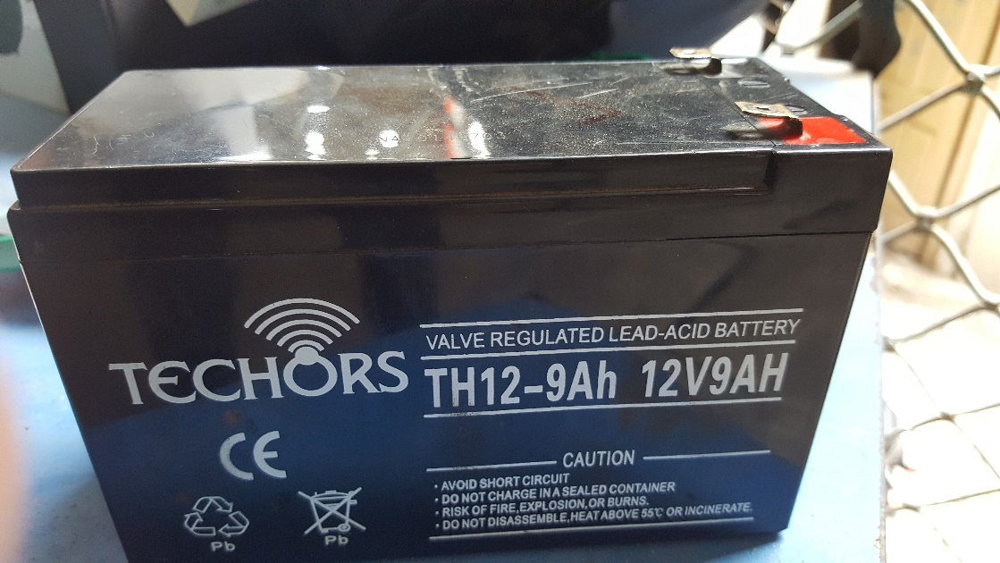 TECHORS
VALVE REGULATED LEAD-ACID BATTERY
TH12-9Ah 12V9AH
CE
CAUTION
· AVOID SHORT CIRCUIT
· DO NOT CHARGE IN A SEALED CONTAINER
· RISK OF FIRE,EXPLOSION,OR BURNS.
· DO NOT DISASSEMBLE,HEAT ABOVE 55℃ OR INCINERATE.
Pb
Pb